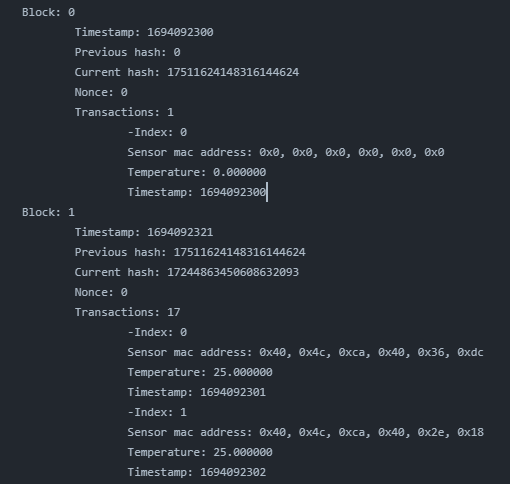 Block: 0
Timestamp: 1694092300
Previous hash: 0
Current hash: 17511624148316144624
Nonce: 0
Transactions: 1
-Index: 0
Sensor mac address: 0x0, 0x0, 0x0, 0x0, 0x0, 0x0
Temperature: 0.000000
Timestamp: 1694092300
Block: 1
Timestamp: 1694092321
Previous hash: 17511624148316144624
Current hash: 17244863450608632093
Nonce: 0
Transactions: 17
-Index: 0
Sensor mac address: 0x40, 0x4c, 0xca, 0x40, 0x36, 0xdc
Temperature: 25.000000
Timestamp: 1694092301
-Index: 1
Sensor mac address: 0x40, 0x4c, 0xca, 0x40, 0x2e, 0x18
Temperature: 25.000000
Timestamp: 1694092302